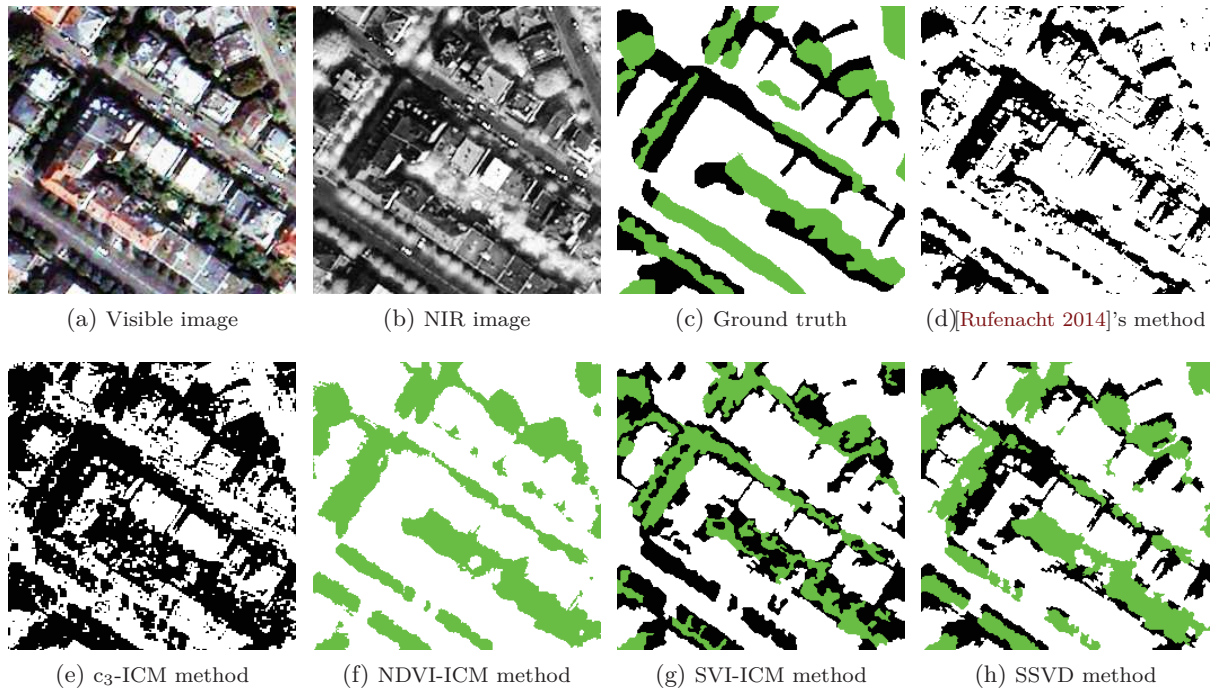 (a) Visible image
(b) NIR image
(c) Ground truth
(d)[Rufenacht 2014]'s method
(e) c₃-ICM method
(f) NDVI-ICM method
(g) SVI-ICM method
(h) SSVD method